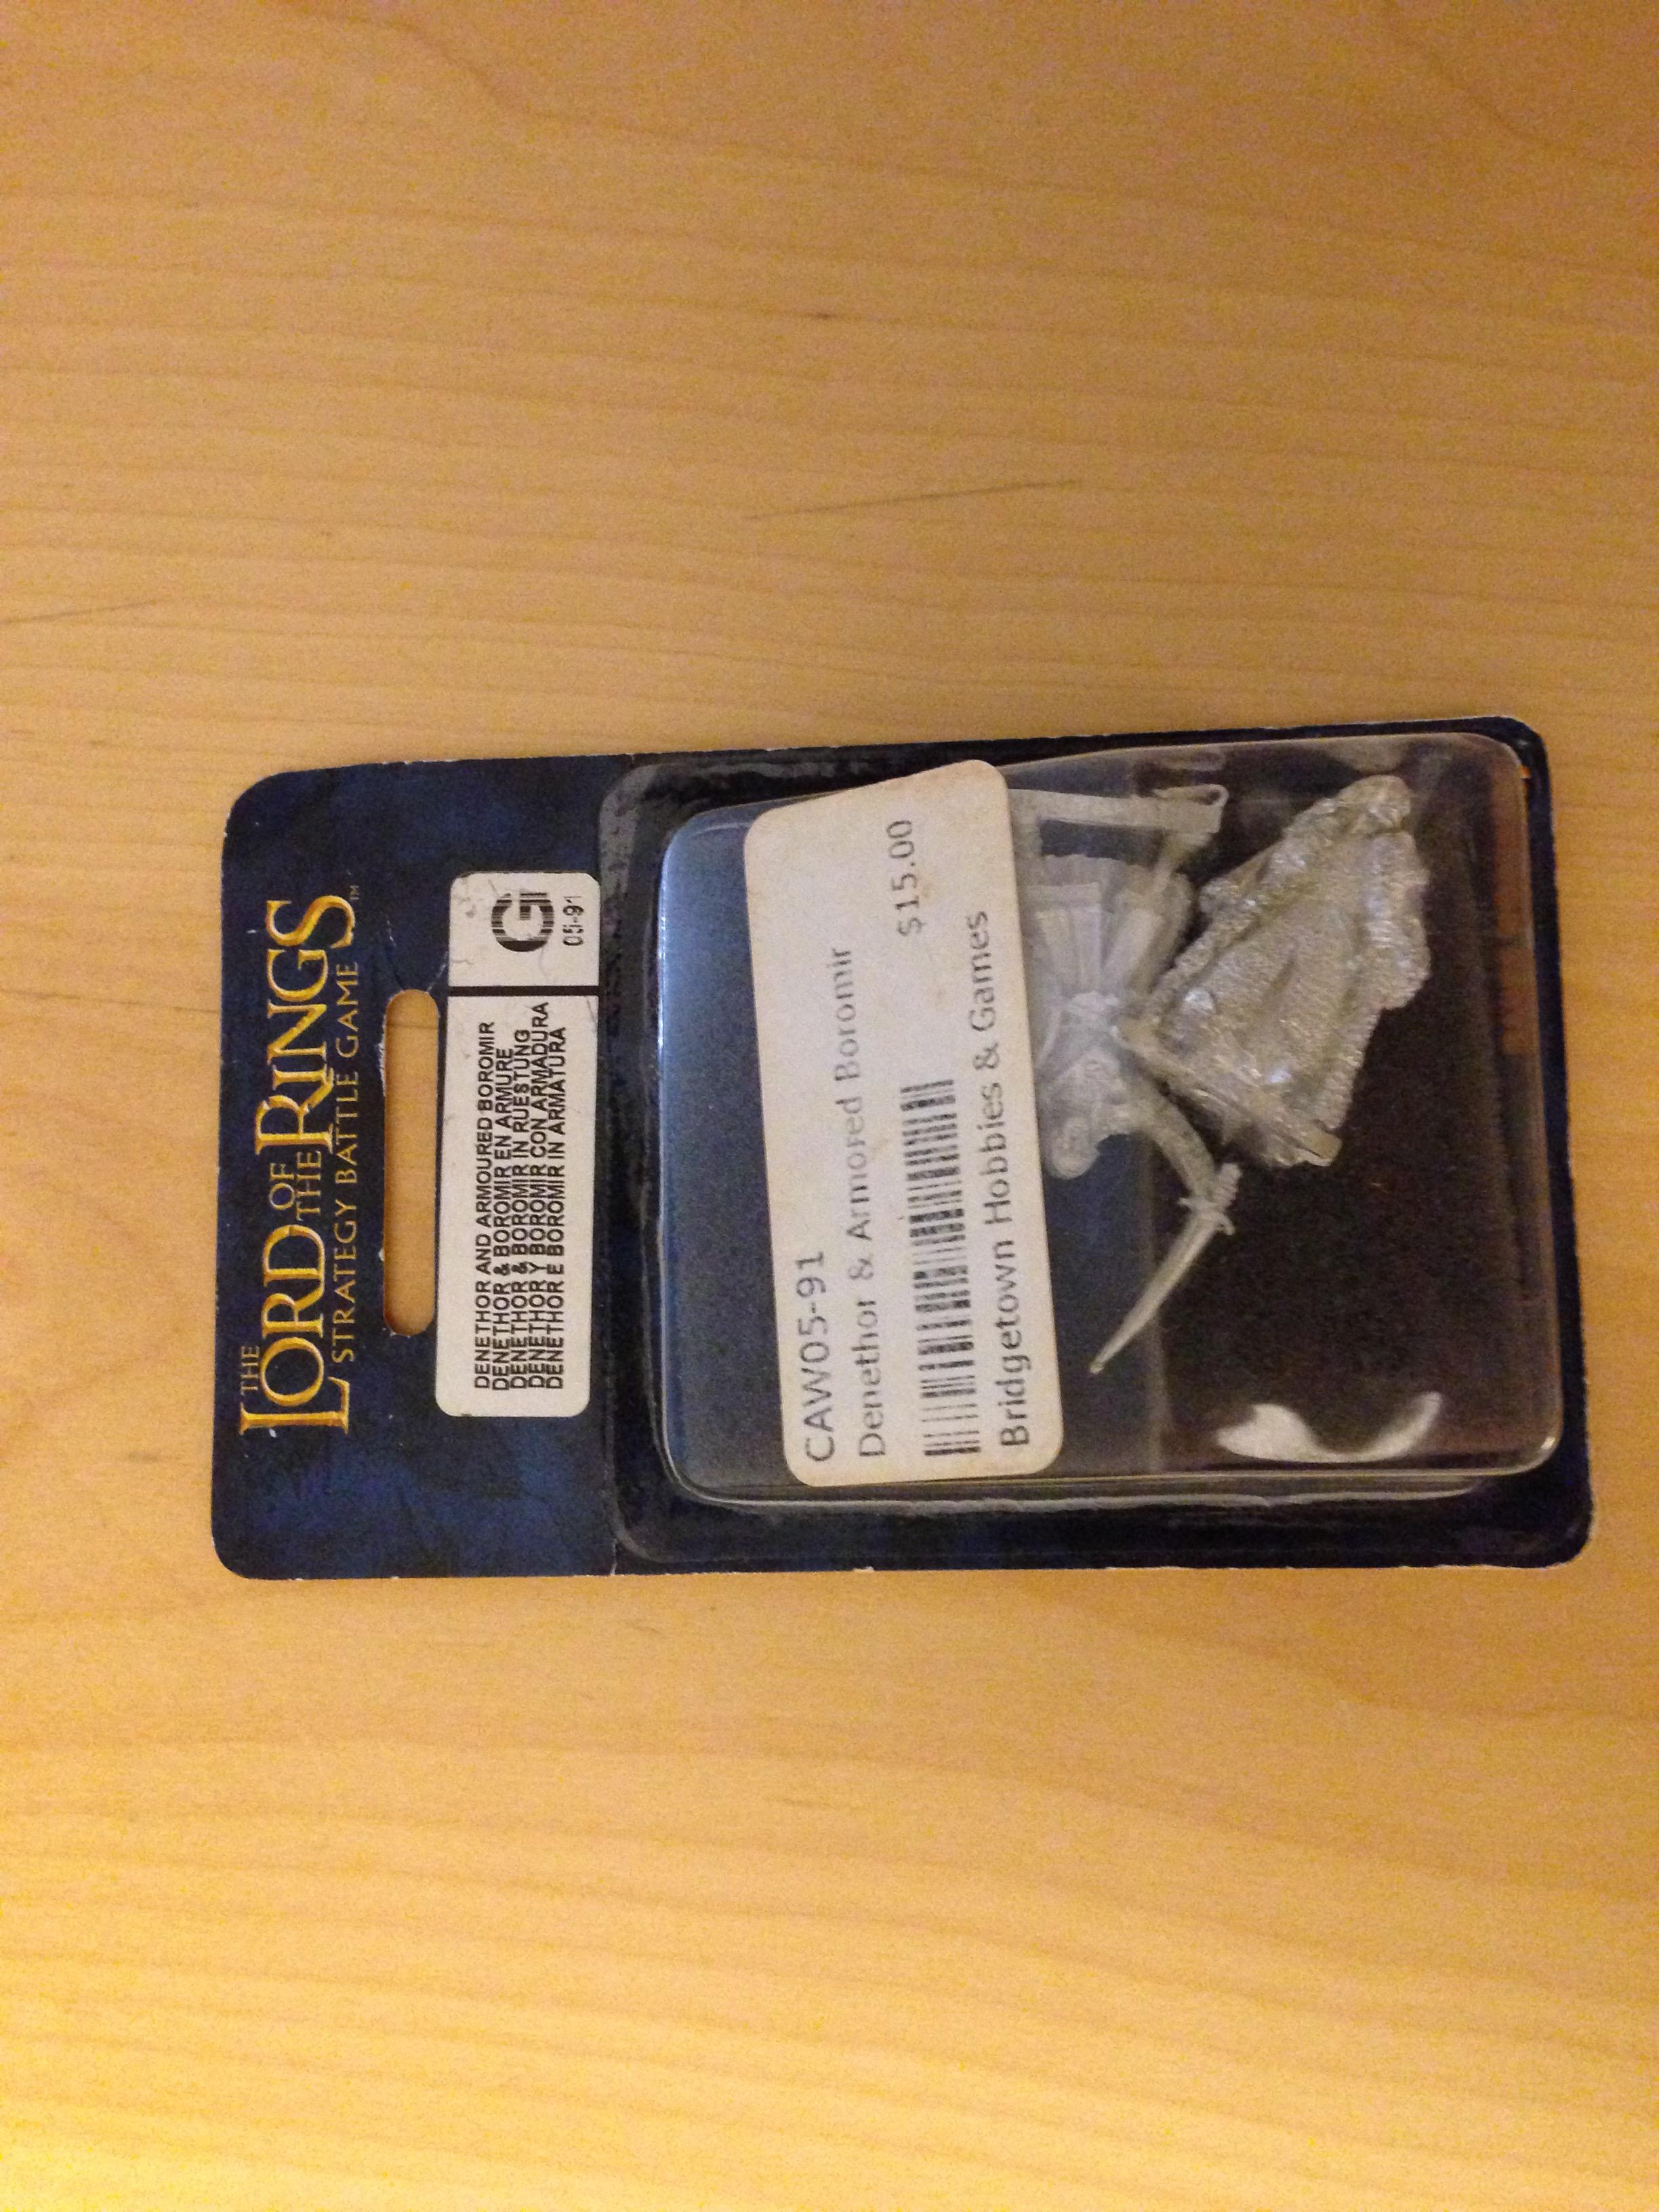 THE
LORD OF THE RINGS™
STRATEGY BATTLE GAME
DENETHOR AND ARMOURED BOROMIR
DENETHOR & BOROMIR EN ARMURE
DENETHOR & BOROMIR IN RUESTUNG
DENETHOR Y BOROMIR CON ARMADURA
DENETHOR E BOROMIR IN ARMATURA
G
05-91
CAW05-91
Denethor & Armored Boromir
$15.00
Bridgetown Hobbies & Games